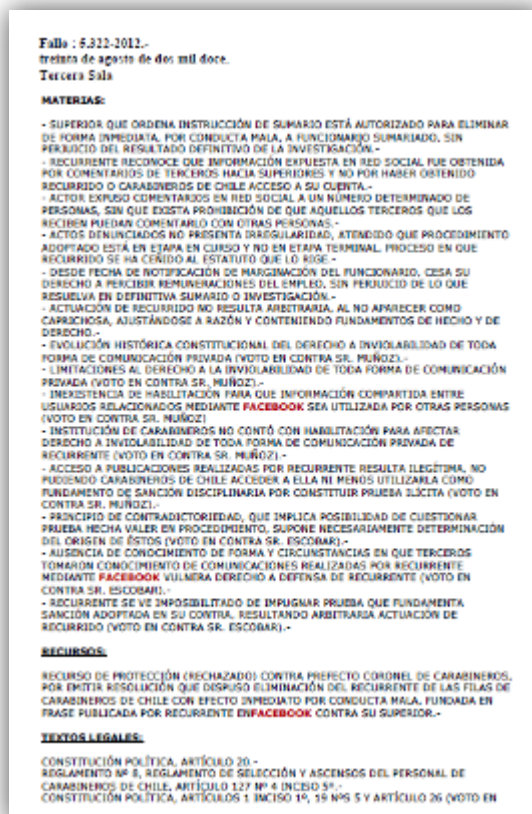 Fallo : 5.322-2012.-
treinta de agosto de dos mil doce.
Tercera Sala
MATERIAS:
- SUPERIOR QUE ORDENA INSTRUCCIÓN DE SUMARIO ESTÁ AUTORIZADO PARA ELIMINAR
DE FORMA INMEDIATA, POR CONDUCTA MALA, A FUNCIONARIO SUMARIADO, SIN
PERJUICIO DEL RESULTADO DEFINITIVO DE LA INVESTIGACIÓN.-
- RECURRENTE RECONOCE QUE INFORMACIÓN EXPUESTA EN RED SOCIAL FUE OBTENIDA
POR COMENTARIOS DE TERCEROS HACIA SUPERIORES Y NO POR HABER OBTENIDO
RECURRIDO O CARABINEROS DE CHILE ACCESO A SU CUENTA.-
- ACTOR EXPUSO COMENTARIOS EN RED SOCIAL A UN NÚMERO DETERMINADO DE
PERSONAS, SIN QUE EXISTA PROHIBICIÓN DE QUE AQUELLOS TERCEROS QUE LOS
RECIBEN PUEDAN COMENTARLO CON OTRAS PERSONAS.-
- ACTOS DENUNCIADOS NO PRESENTA IRREGULARIDAD, ATENDIDO QUE PROCEDIMIENTO
ADOPTADO ESTÁ EN ETAPA EN CURSO Y NO EN ETAPA TERMINAL, PROCESO EN QUE
RECURRIDO SE HA CEÑIDO AL ESTATUTO QUE LO RIGE.-
- DESDE FECHA DE NOTIFICACIÓN DE MARGINACIÓN DEL FUNCIONARIO, CESA SU
DERECHO A PERCIBIR REMUNERACIONES DEL EMPLEO, SIN PERJUICIO DE LO QUE
RESUELVA EN DEFINITIVA SUMARIO O INVESTIGACIÓN.-
- ACTUACIÓN DE RECURRIDO NO RESULTA ARBITRARIA, AL NO APARECER COMO
CAPRICHOSA, AJUSTÁNDOSE A RAZÓN Y CONTENIENDO FUNDAMENTOS DE HECHO Y DE
DERECHO.-
- EVOLUCIÓN HISTÓRICA CONSTITUCIONAL DEL DERECHO A INVIOLABILIDAD DE TODA
FORMA DE COMUNICACIÓN PRIVADA (VOTO EN CONTRA SR. MUÑOZ).-
- LIMITACIONES AL DERECHO A LA INVIOLABILIDAD DE TODA FORMA DE COMUNICACIÓN
PRIVADA (VOTO EN CONTRA SR. MUÑOZ).-
- INEXISTENCIA DE HABILITACIÓN PARA QUE INFORMACIÓN COMPARTIDA ENTRE
USUARIOS RELACIONADOS MEDIANTE FACEBOOK SEA UTILIZADA POR OTRAS PERSONAS
(VOTO EN CONTRA SR. MUÑOZ)
- INSTITUCIÓN DE CARABINEROS NO CONTÓ CON HABILITACIÓN PARA AFECTAR
DERECHO A INVIOLABILIDAD DE TODA FORMA DE COMUNICACIÓN PRIVADA DE
RECURRENTE (VOTO EN CONTRA SR. MUÑOZ).-
- ACCESO A PUBLICACIONES REALIZADAS POR RECURRENTE RESULTA ILEGÍTIMA, NO
PUDIENDO CARABINEROS DE CHILE ACCEDER A ELLA NI MENOS UTILIZARLA COMO
FUNDAMENTO DE SANCIÓN DISCIPLINARIA POR CONSTITUIR PRUEBA ILÍCITA (VOTO EN
CONTRA SR. MUÑOZ).-
- PRINCIPIO DE CONTRADICTORIEDAD, QUE IMPLICA POSIBILIDAD DE CUESTIONAR
PRUEBA HECHA VALER EN PROCEDIMIENTO, SUPONE NECESARIAMENTE DETERMINACIÓN
DEL ORIGEN DE ÉSTOS (VOTO EN CONTRA SR. ESCOBAR).-
- AUSENCIA DE CONOCIMIENTO DE FORMA Y CIRCUNSTANCIAS EN QUE TERCEROS
TOMARON CONOCIMIENTO DE COMUNICACIONES REALIZADAS POR RECURRENTE
MEDIANTE FACEBOOK VULNERA DERECHO A DEFENSA DE RECURRENTE (VOTO EN
CONTRA SR. ESCOBAR).-
- RECURRENTE SE VE IMPOSIBILITADO DE IMPUGNAR PRUEBA QUE FUNDAMENTA
SANCIÓN ADOPTADA EN SU CONTRA, RESULTANDO ARBITRARIA ACTUACIÓN DE
RECURRIDO (VOTO EN CONTRA SR. ESCOBAR).-
RECURSOS:
RECURSO DE PROTECCIÓN (RECHAZADO) CONTRA PREFECTO CORONEL DE CARABINEROS,
POR EMITIR RESOLUCIÓN QUE DISPUSO ELIMINACIÓN DEL RECURRENTE DE LAS FILAS DE
CARABINEROS DE CHILE CON EFECTO INMEDIATO POR CONDUCTA MALA, FUNDADA EN
FRASE PUBLICADA POR RECURRENTE ENFACEBOOK CONTRA SU SUPERIOR.-
TEXTOS LEGALES:
CONSTITUCIÓN POLÍTICA, ARTÍCULO 20.-
REGLAMENTO Nº 8, REGLAMENTO DE SELECCIÓN Y ASCENSOS DEL PERSONAL DE
CARABINEROS DE CHILE, ARTÍCULO 127 Nº 4 INCISO 5º.-
CONSTITUCIÓN POLÍTICA, ARTÍCULOS 1 INCISO 1º, 19 NºS 5 Y ARTÍCULO 26 (VOTO EN